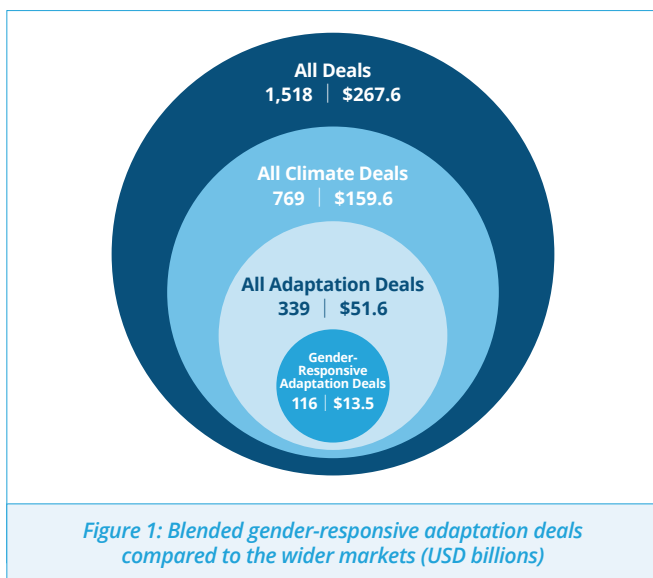 All Deals
1,518 | $267.6
All Climate Deals
769 | $159.6
All Adaptation Deals
339 | $51.6
Gender-
Responsive
Adaptation Deals
116 | $13.5
Figure 1: Blended gender-responsive adaptation deals
compared to the wider markets (USD billions)